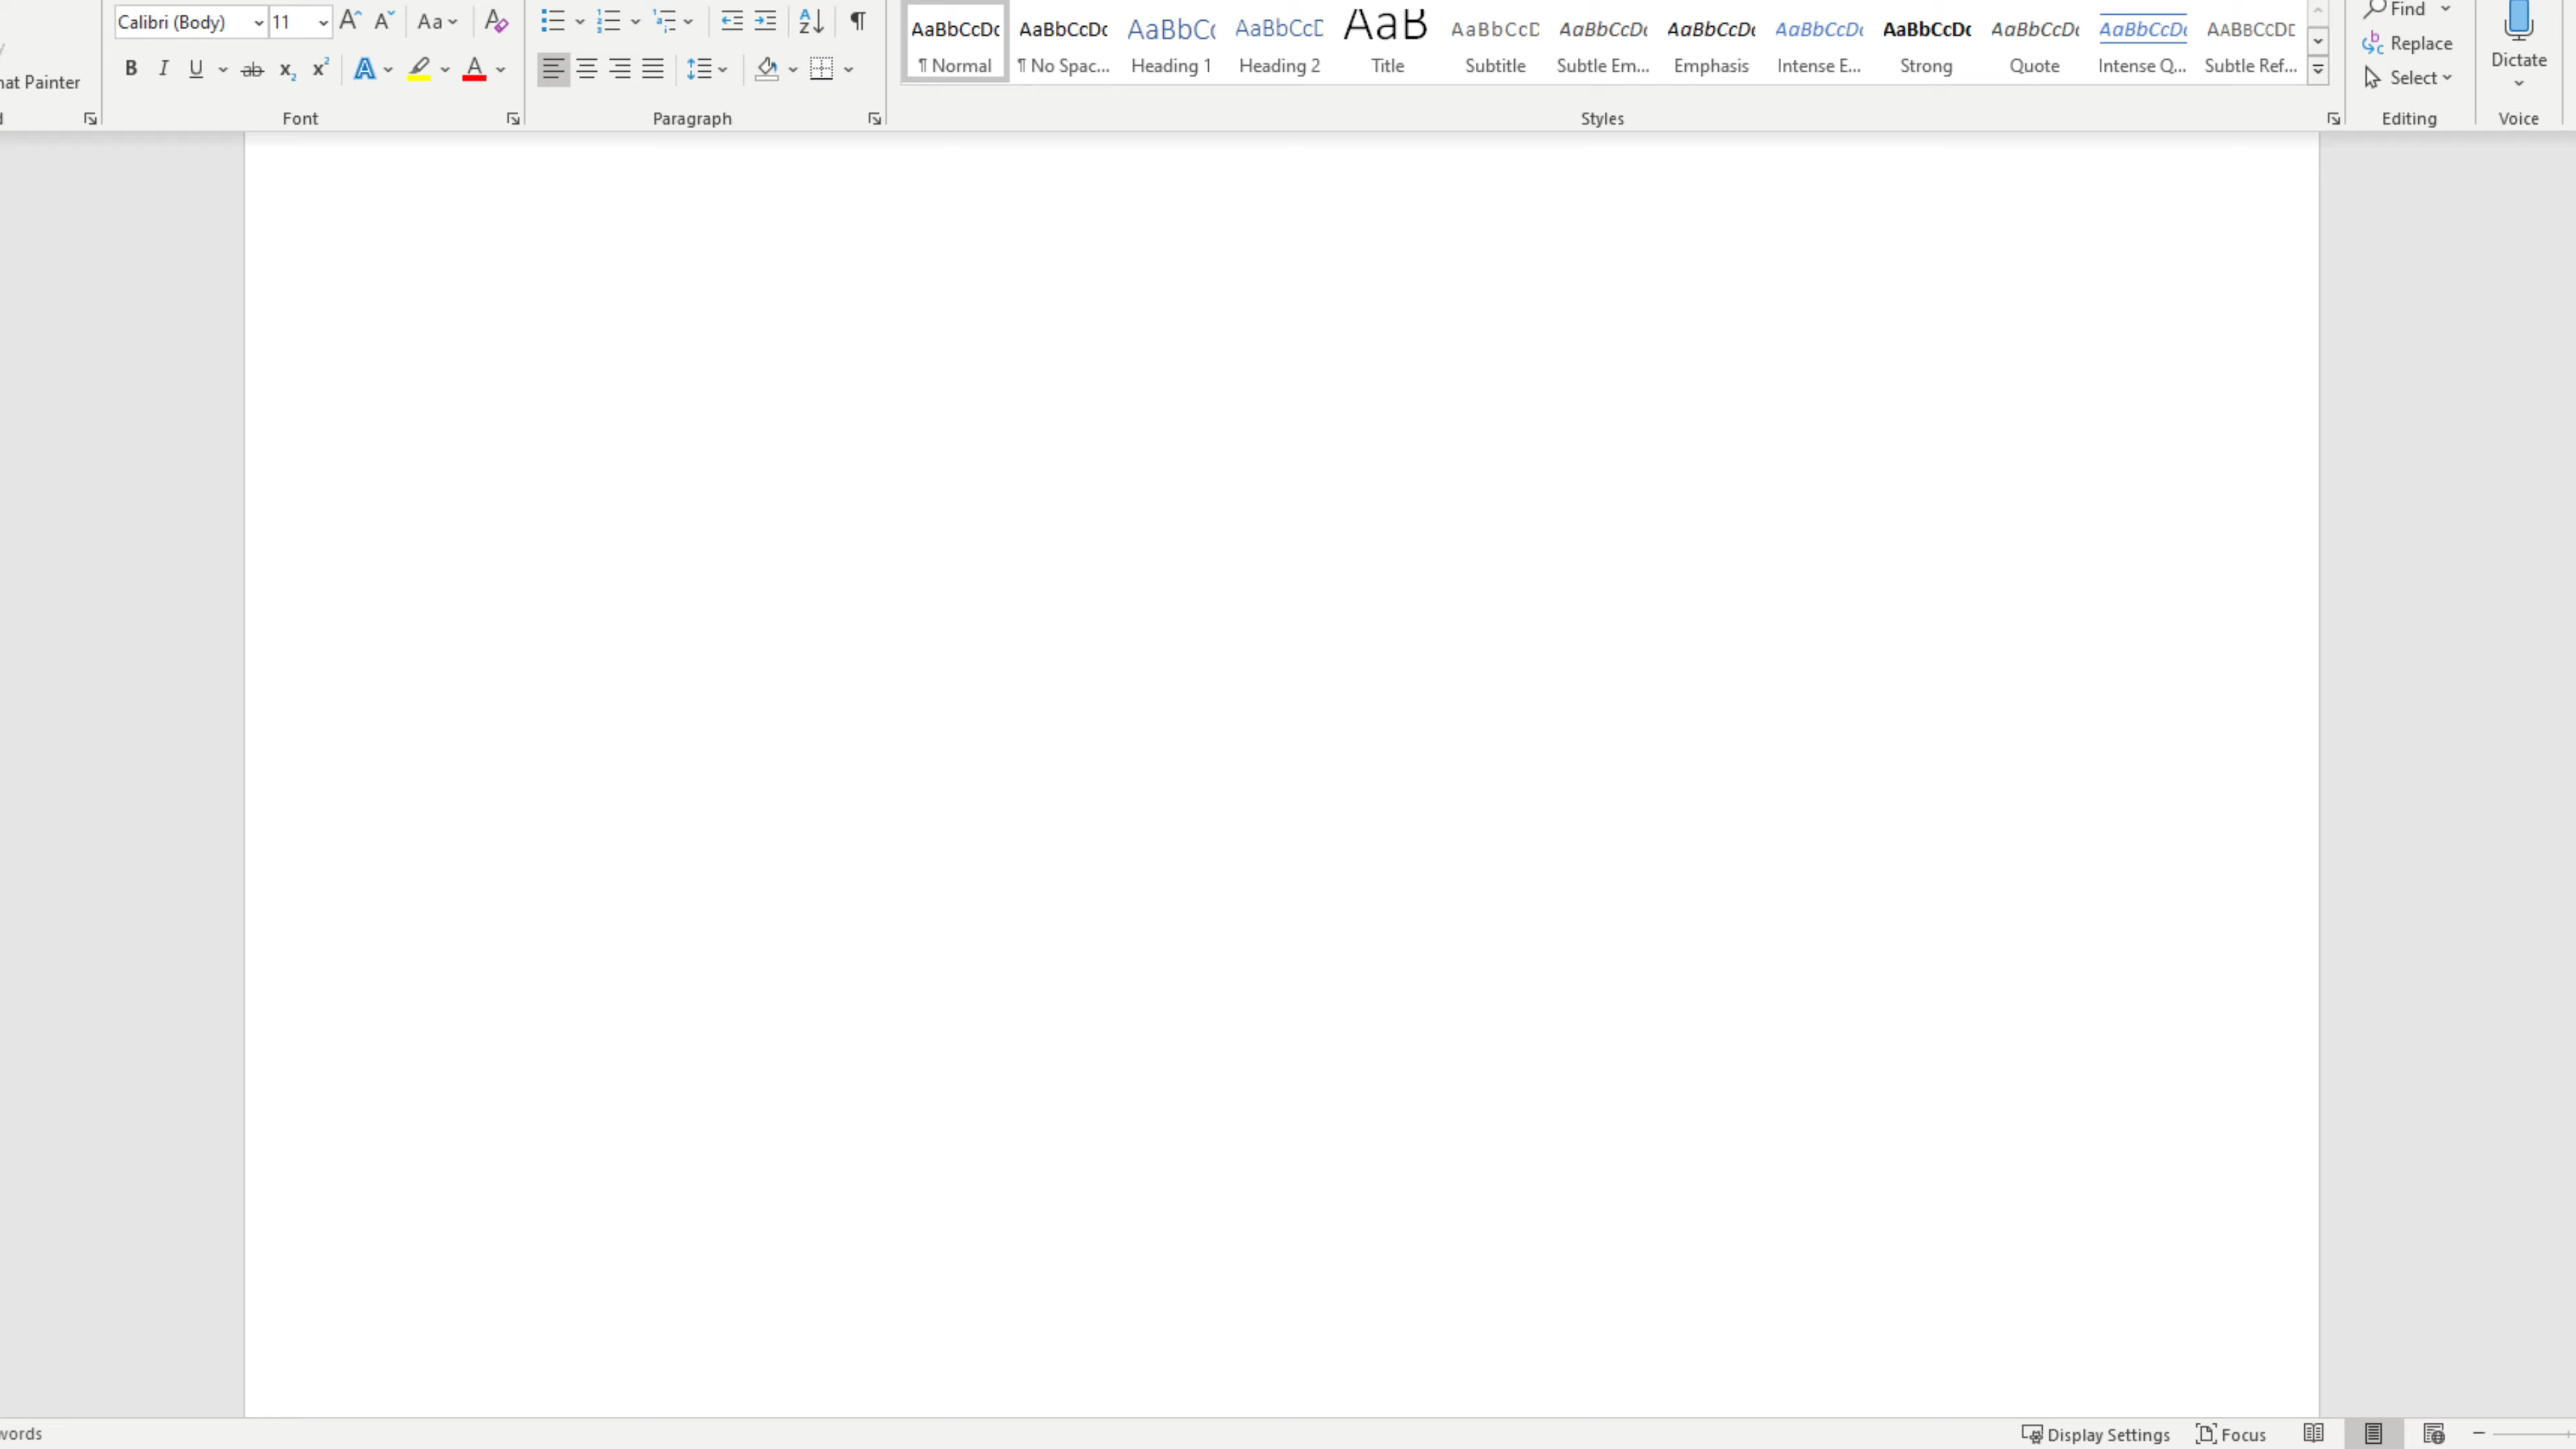 Calibri (Body) 11 Aa
B I U ab x₂ x² A A
¶
AaBbCcDc AaBbCcDc AaBbCc AaBbCcD AaB AaBbCcD AaBbCcDc AaBbCcDc AaBbCcDc AaBbCcDc AaBbCcDc AaBbCcDc AABBCCDD
¶ Normal ¶ No Spac... Heading 1 Heading 2 Title Subtitle Subtle Em... Emphasis Intense E... Strong Quote Intense Q... Subtle Ref...
Find
Replace
Select
Dictate
Painter
Font Paragraph Styles Editing Voice
words Display Settings Focus